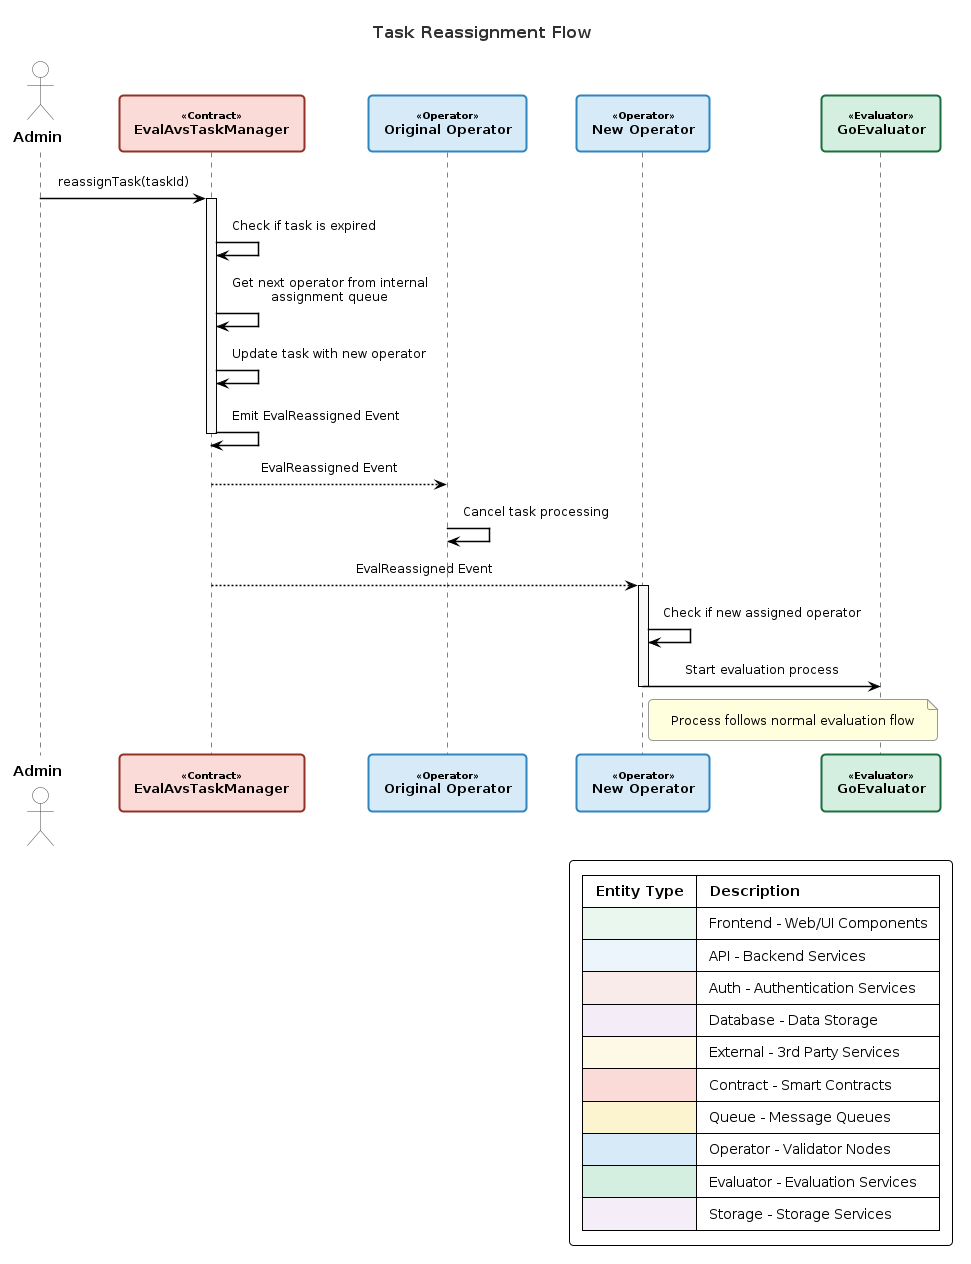 Task Reassignment Flow
Admin
«Contract»
EvalAvsTaskManager
«Operator»
Original Operator
«Operator»
New Operator
«Evaluator»
GoEvaluator
reassignTask(taskId)
Check if task is expired
Get next operator from internal
assignment queue
Update task with new operator
Emit EvalReassigned Event
EvalReassigned Event
Cancel task processing
EvalReassigned Event
Check if new assigned operator
Start evaluation process
Process follows normal evaluation flow
Admin
«Contract»
EvalAvsTaskManager
«Operator»
Original Operator
«Operator»
New Operator
«Evaluator»
GoEvaluator
Entity Type Description
Frontend - Web/UI Components
API - Backend Services
Auth - Authentication Services
Database - Data Storage
External - 3rd Party Services
Contract - Smart Contracts
Queue - Message Queues
Operator - Validator Nodes
Evaluator - Evaluation Services
Storage - Storage Services